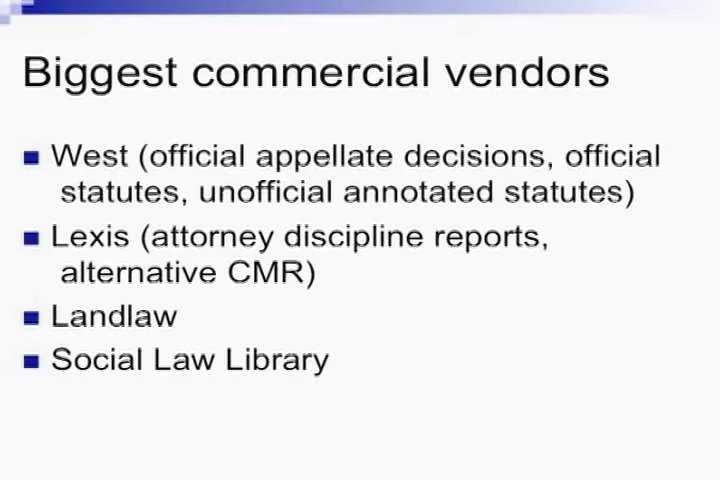 Biggest commercial vendors
West (official appellate decisions, official
statutes, unofficial annotated statutes)
Lexis (attorney discipline reports,
alternative CMR)
Landlaw
Social Law Library